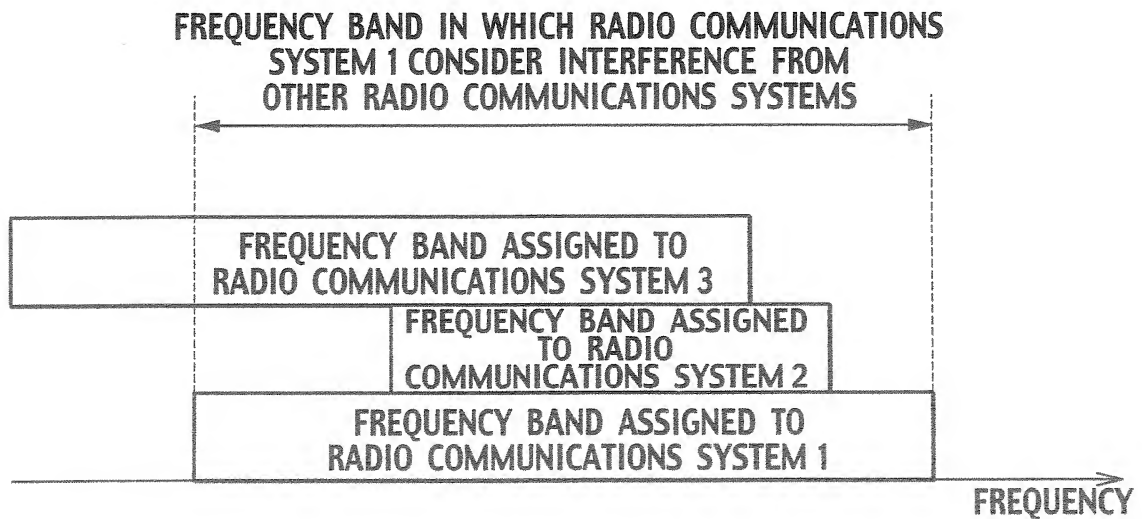 FREQUENCY BAND IN WHICH RADIO COMMUNICATIONS
SYSTEM 1 CONSIDER INTERFERENCE FROM
OTHER RADIO COMMUNICATIONS SYSTEMS
FREQUENCY BAND ASSIGNED TO
RADIO COMMUNICATIONS SYSTEM 3
FREQUENCY BAND ASSIGNED
TO RADIO
COMMUNICATIONS SYSTEM 2
FREQUENCY BAND ASSIGNED TO
RADIO COMMUNICATIONS SYSTEM 1
FREQUENCY